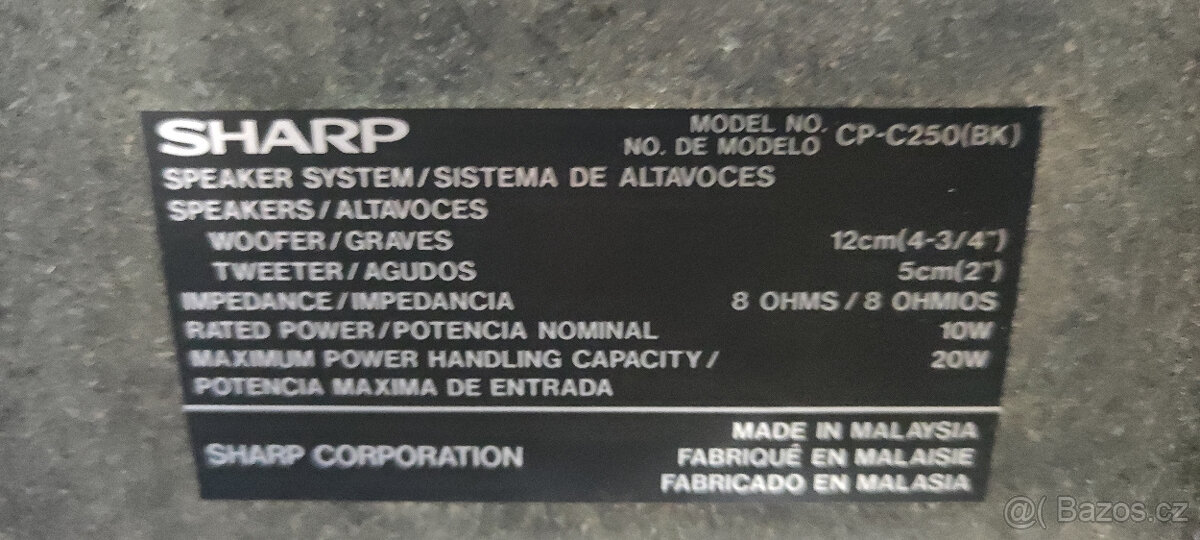 SHARP
MODEL NO.
NO. DE MODELO
CP-C250(BK)
SPEAKER SYSTEM/SISTEMA DE ALTAVOCES
SPEAKERS/ALTAVOCES
WOOFER/GRAVES 12cm(4-3/4")
TWEETER/AGUDOS 5cm(2")
IMPEDANCE/IMPEDANCIA 8 OHMS / 8 OHMIOS
RATED POWER/POTENCIA NOMINAL 10W
MAXIMUM POWER HANDLING CAPACITY/ 20W
POTENCIA MAXIMA DE ENTRADA
SHARP CORPORATION
MADE IN MALAYSIA
FABRIQUÉ EN MALAISIE
FABRICADO EN MALASIA
@( Bazos.cz